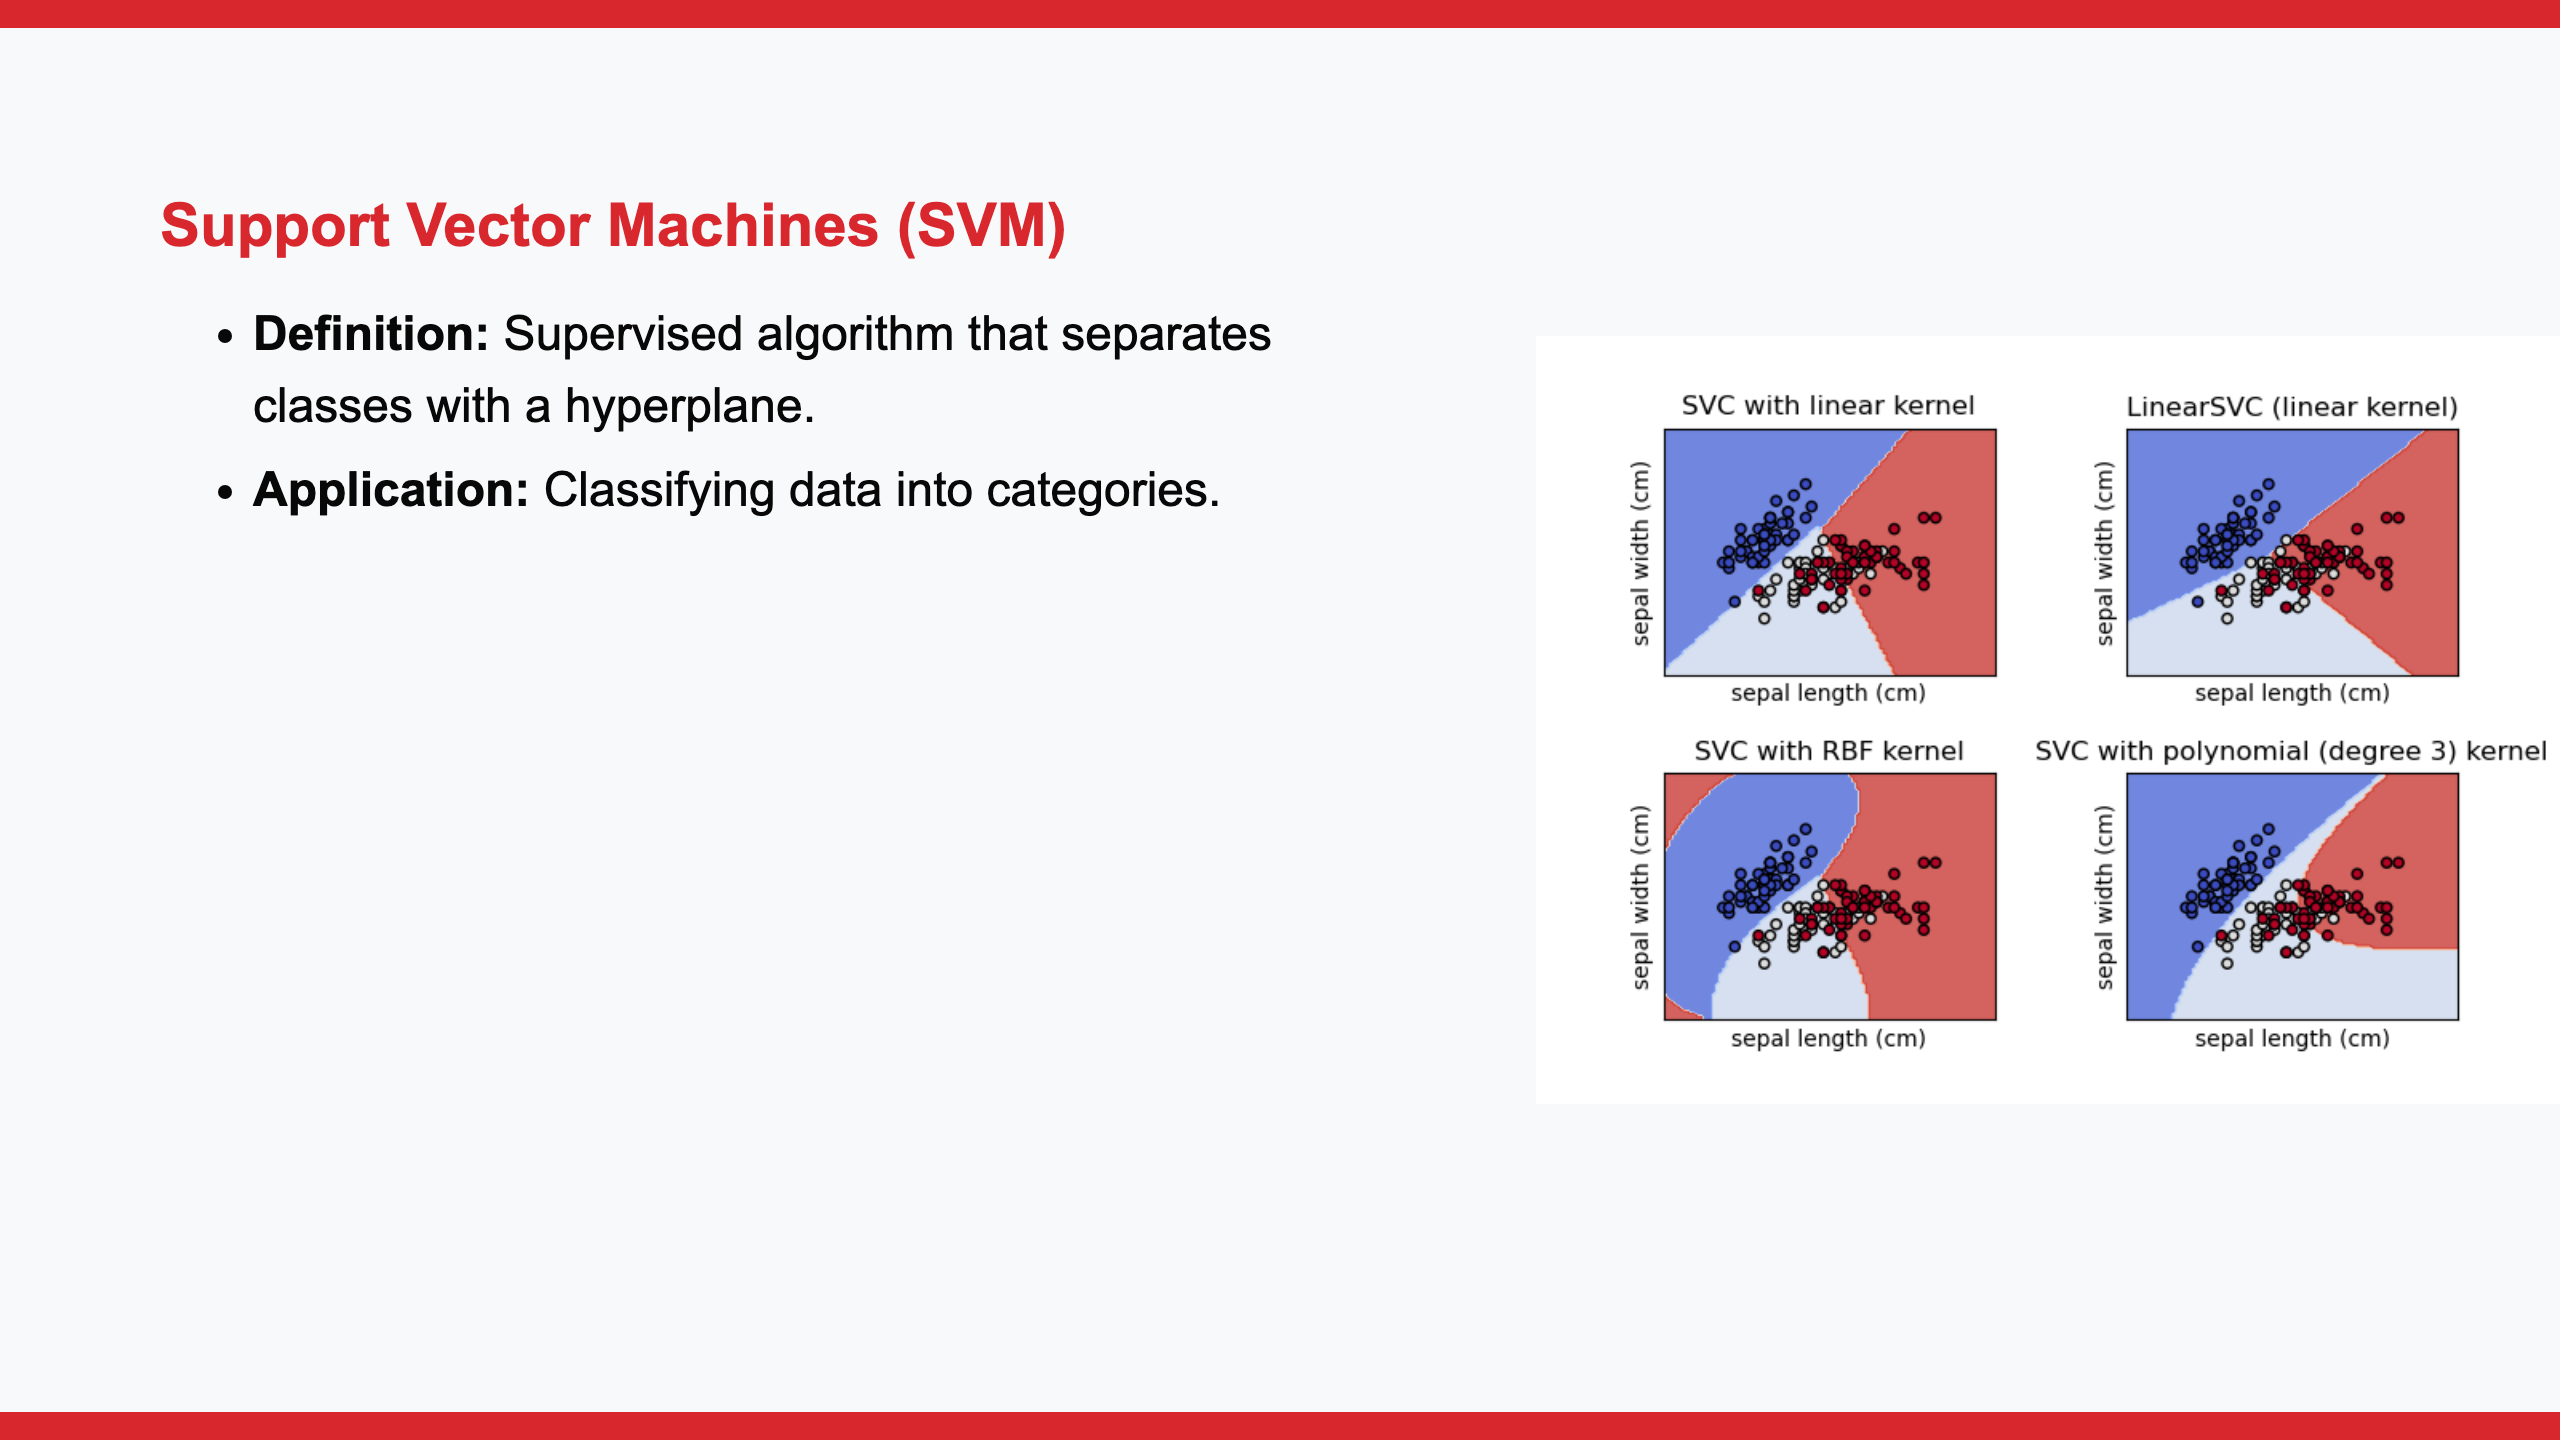 Support Vector Machines (SVM)
• Definition: Supervised algorithm that separates
classes with a hyperplane.
• Application: Classifying data into categories.
SVC with linear kernel
sepal width (cm)
sepal length (cm)
LinearSVC (linear kernel)
sepal width (cm)
sepal length (cm)
SVC with RBF kernel
sepal width (cm)
sepal length (cm)
SVC with polynomial (degree 3) kernel
sepal width (cm)
sepal length (cm)